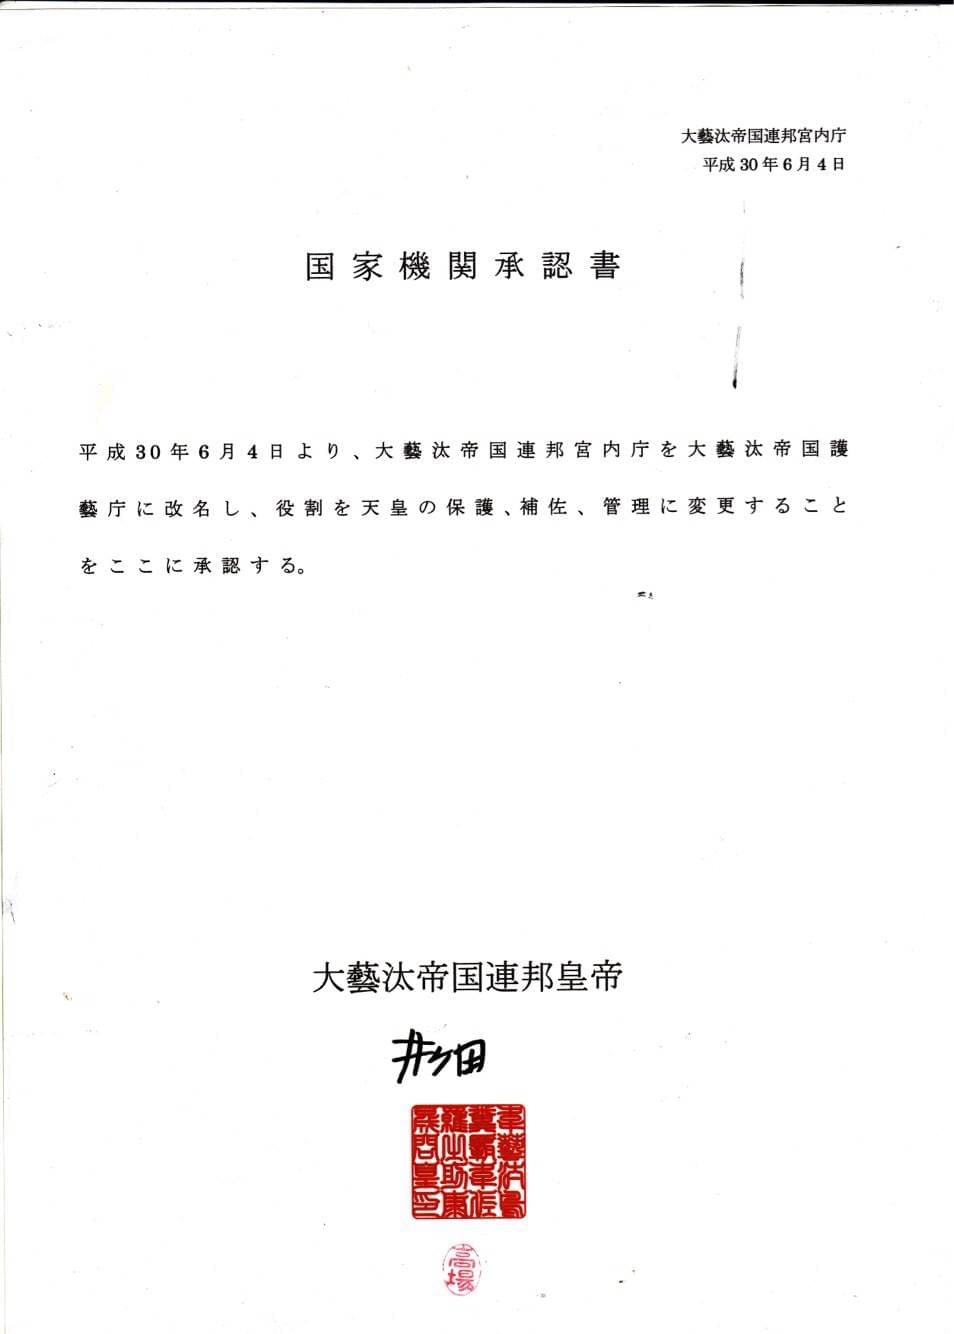 大藝汰帝国連邦宮内庁
平成30年6月4日
国家機関承認書
平成30年6月4日より、大藝汰帝国連邦宮内庁を大藝汰帝国護
藝庁に改名し、役割を天皇の保護、補佐、管理に変更すること
をここに承認する。
大藝汰帝国連邦皇帝
井ケ田
高場